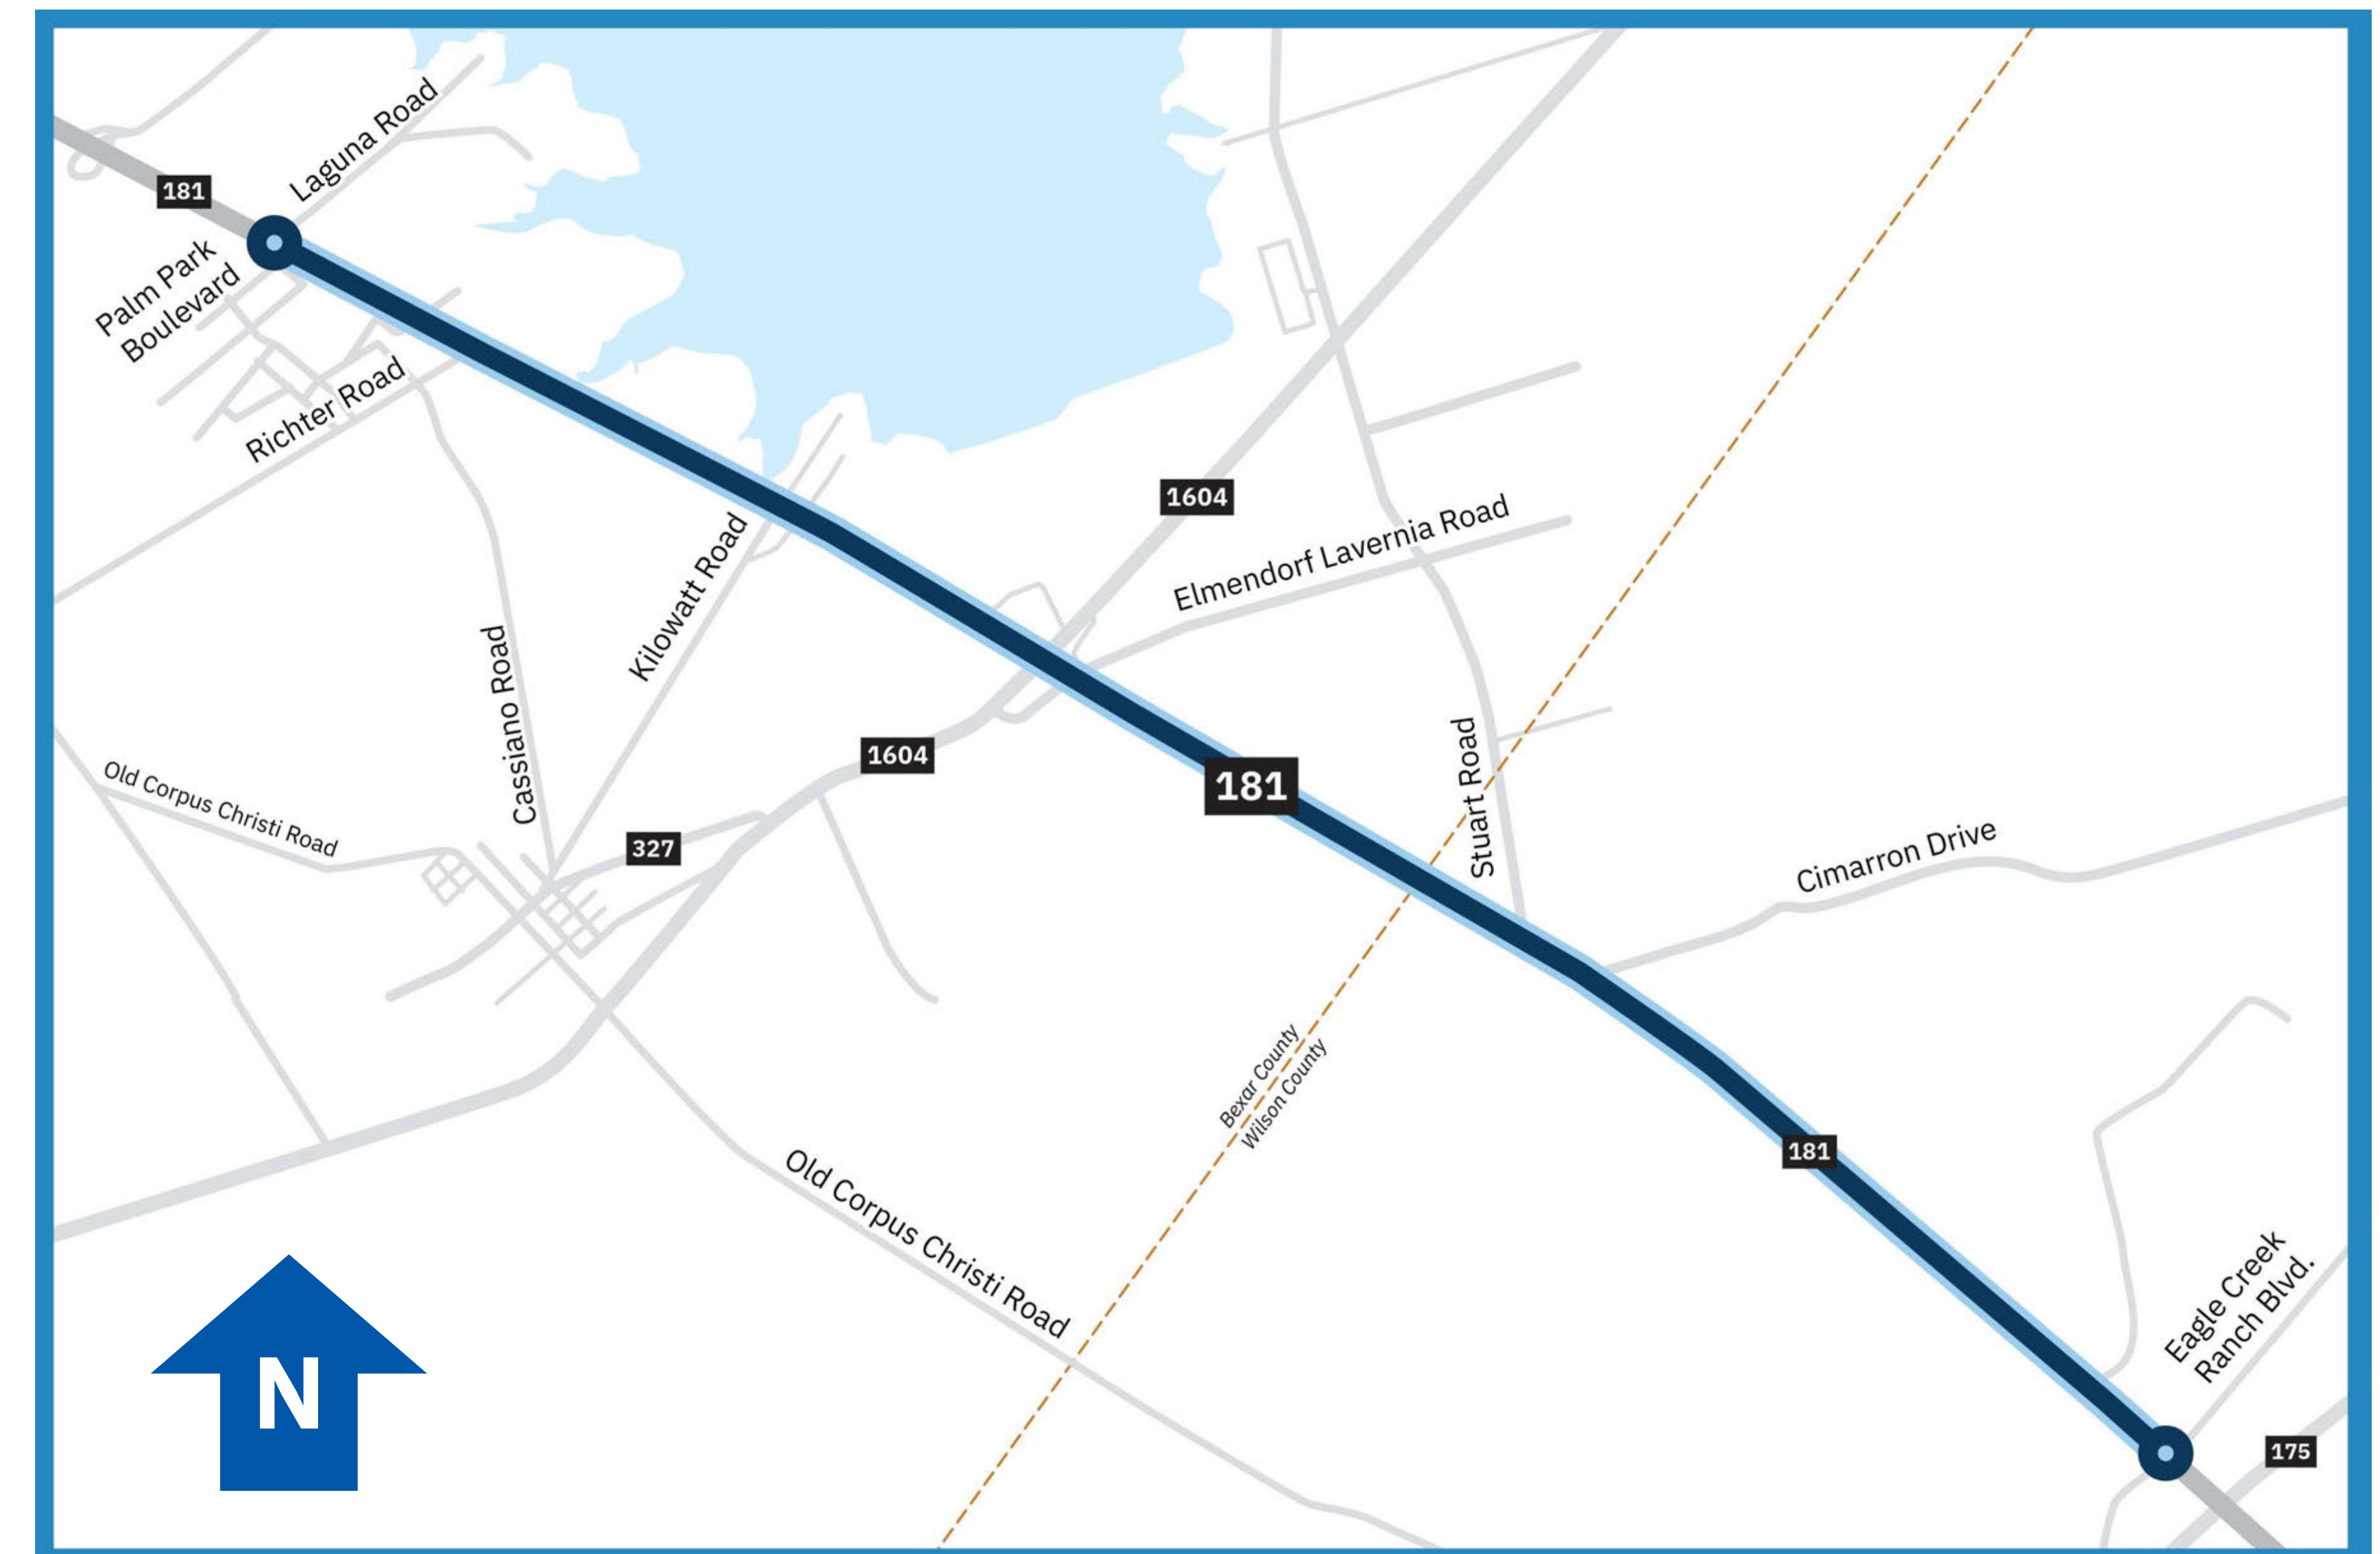 Laguna Road
181
Palm Park
Boulevard
Richter Road
1604
Elmendorf Lavernia Road
Kilowatt Road
Cassiano Road
1604
181
Stuart Road
Old Corpus Christi Road
327
Cimarron Drive
Bexar County
Wilson County
181
Old Corpus Christi Road
Eagle Creek
Ranch Blvd.
N
175